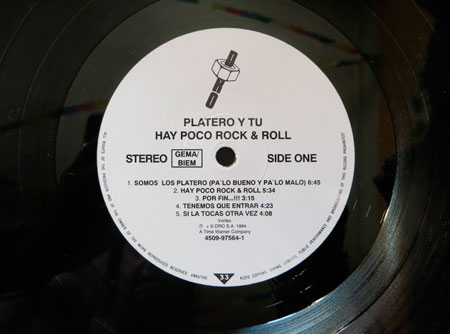 PLATERO Y TU
HAY POCO ROCK & ROLL
STEREO
GEMA/
BIEM
SIDE ONE
1. SOMOS LOS PLATERO (PA´LO BUENO Y PA´LO MALO) 6:45
2. HAY POCO ROCK & ROLL 5:34
3. POR FIN...!!! 3:15
4. TENEMOS QUE ENTRAR 4:23
5. SI LA TOCAS OTRA VEZ 4:08
Ⓟ + © DRO S.A. 1994
A Time Warner Company
4509-97564-1
33